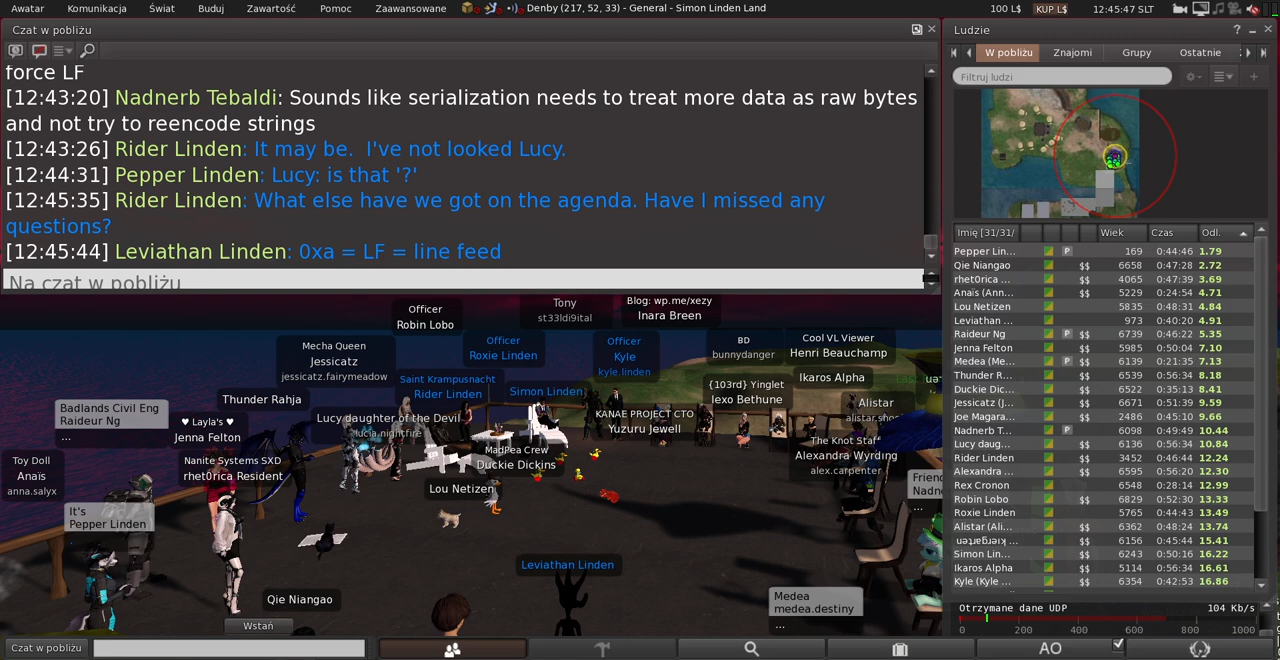 Awatar Komunikacja Świat Buduj Zawartość Pomoc Zaawansowane Denby (217, 52, 33) - General - Simon Linden Land 100 L$ KUP L$ 12:45:47 SLT
Czat w pobliżu
force LF
[12:43:20] Nadnerb Tebaldi: Sounds like serialization needs to treat more data as raw bytes
and not try to reencode strings
[12:43:26] Rider Linden: It may be. I've not looked Lucy.
[12:44:31] Pepper Linden: Lucy: is that '?'
[12:45:35] Rider Linden: What else have we got on the agenda. Have I missed any
questions?
[12:45:44] Leviathan Linden: 0xa = LF = line feed
Na czat w pobliżu
Officer
Robin Lobo
Tony
st33ldi9ital
Blog: wp.me/xezy
Inara Breen
Mecha Queen
Jessicatz
jessicatz.fairymeadow
Officer
Roxie Linden
Officer
Kyle
kyle.linden
BD
bunnydanger
Cool VL Viewer
Henri Beauchamp
Saint Krampusnacht
Rider Linden
Simon Linden
{103rd} Yinglet
Iexo Bethune
Ikaros Alpha
Thunder Rahja
Badlands Civil Eng
Raideur Ng
...
♥ Layla's ♥
Jenna Felton
Lucy daughter of the Devil
lucia.nightfire
KANAE PROJECT CTO
Yuzuru Jewell
Alistar
The Knot Staff
Alexandra Wyrding
alex.carpenter
MadPea Crew
Duckie Dickins
Toy Doll
Anaïs
anna.salyx
Nanite Systems SXD
rhet0rica Resident
Lou Netizen
Friend
Nadn
...
It's
Pepper Linden
Leviathan Linden
Qie Niangao
Medea
medea.destiny
...
Wstań
Czat w pobliżu
AO
Ludzie
? _ ×
W pobliżu Znajomi Grupy Ostatnie
Filtruj ludzi
Imię [31/31/ Wiek Czas Odl.
Pepper Lin... P 169 0:44:46 1.79
Qie Niangao $$ 6658 0:47:28 2.72
rhet0rica ... $$ 4065 0:47:39 3.69
Anaïs (Ann... $$ 5229 0:24:54 4.71
Lou Netizen 5835 0:48:31 4.84
Leviathan ... 973 0:40:20 4.91
Raideur Ng P $$ 6739 0:46:22 5.35
Jenna Felton $$ 5985 0:50:04 7.10
Medea (Me... P $$ 6139 0:21:35 7.13
Thunder R... $$ 6539 0:56:34 8.18
Duckie Dic... $$ 6522 0:35:13 8.41
Jessicatz (J... $$ 6671 0:51:39 9.59
Joe Magara... $$ 2486 0:45:10 9.66
Nadnerb T... P 6098 0:49:49 10.44
Lucy daug... $$ 6136 0:56:34 10.84
Rider Linden $$ 3452 0:46:44 12.24
Alexandra ... $$ 6595 0:56:20 12.30
Rex Cronon $$ 6548 0:28:14 12.99
Robin Lobo $$ 6829 0:52:30 13.33
Roxie Linden 5765 0:44:43 13.49
Alistar (Ali... $$ 6362 0:48:24 13.74
$$ 6156 0:45:44 15.41
Simon Lin... $$ 6243 0:50:16 16.22
Ikaros Alpha $$ 5114 0:56:34 16.61
Kyle (Kyle ... $$ 6354 0:42:53 16.86
Otrzymane dane UDP 104 Kb/s
0 200 400 600 800 1000